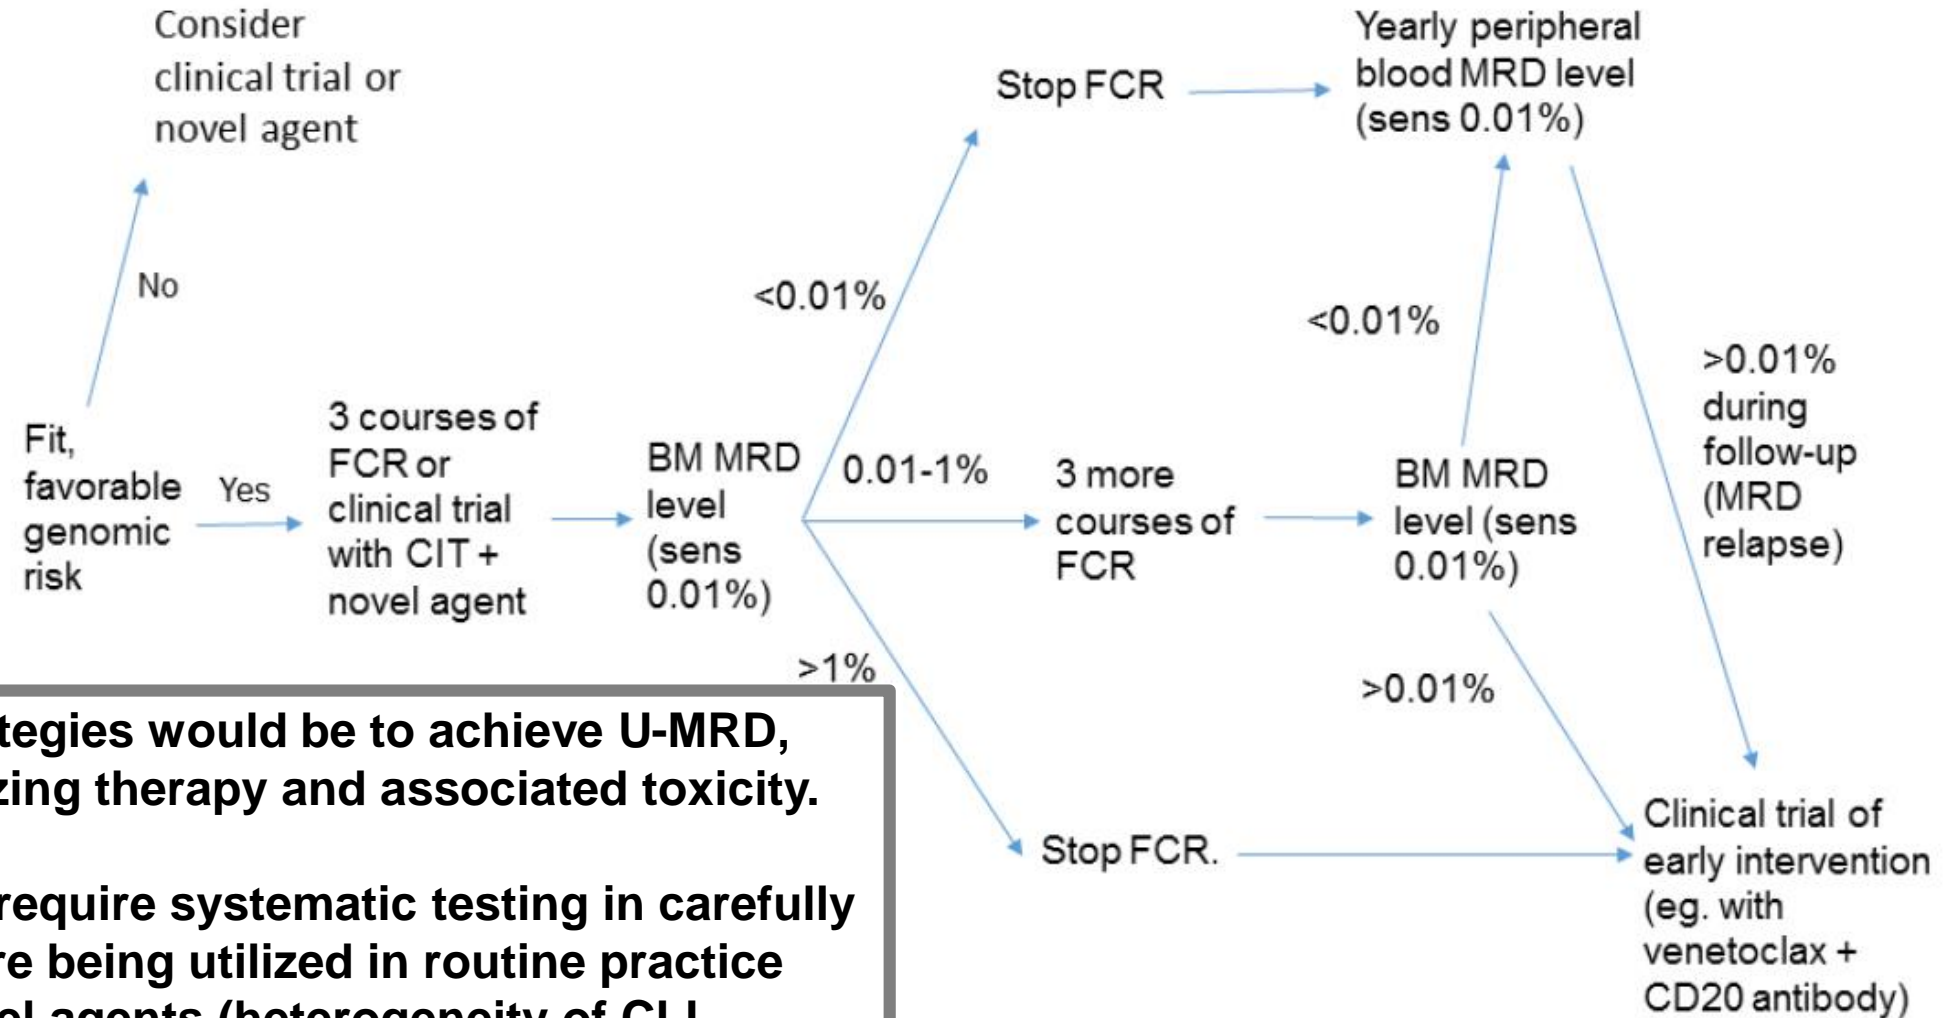 Consider
clinical trial or
novel agent
No
Fit,
favorable
genomic
risk
Yes
3 courses of
FCR or
clinical trial
with CIT +
novel agent
BM MRD
level
(sens
0.01%)
<0.01%
Stop FCR
Yearly peripheral
blood MRD level
(sens 0.01%)
0.01-1%
3 more
courses of
FCR
BM MRD
level (sens
0.01%)
<0.01%
>0.01%
during
follow-up
(MRD
relapse)
>0.01%
>1%
Stop FCR.
Clinical trial of
early intervention
(eg. with
venetoclax +
CD20 antibody)
would be to achieve U-MRD,
therapy and associated toxicity.
require systematic testing in carefully
being utilized in routine practice
agents (heterogeneity of CLL